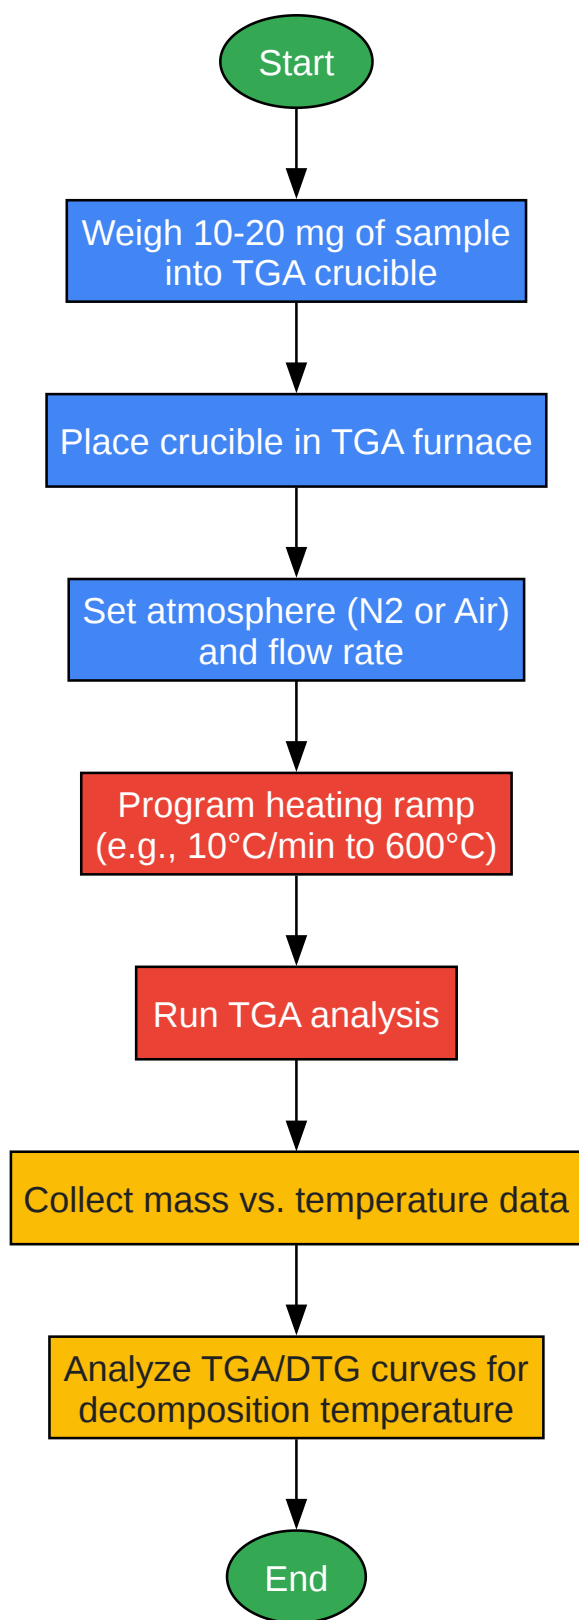 Start
Weigh 10-20 mg of sample
into TGA crucible
Place crucible in TGA furnace
Set atmosphere (N2 or Air)
and flow rate
Program heating ramp
(e.g., 10°C/min to 600°C)
Run TGA analysis
Collect mass vs. temperature data
Analyze TGA/DTG curves for
decomposition temperature
End